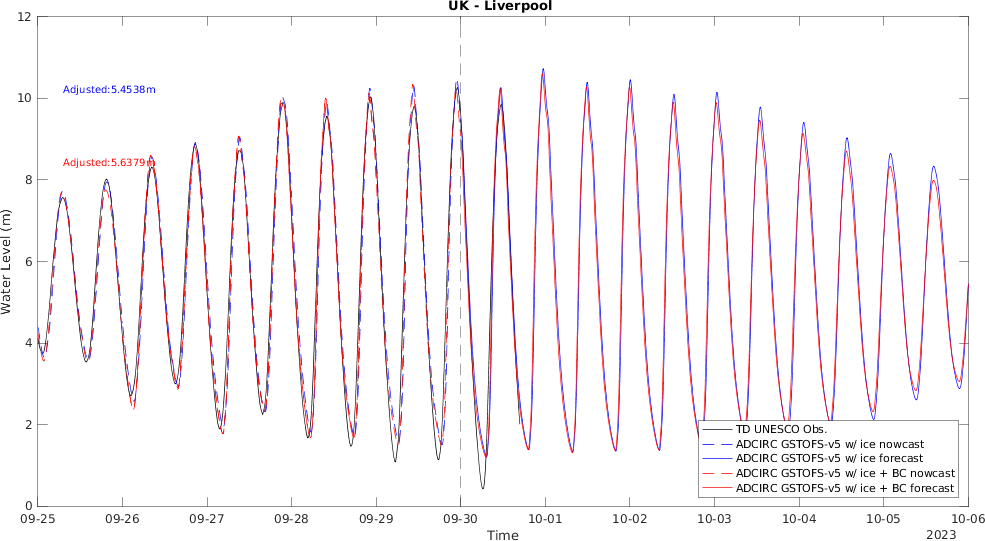 UK - Liverpool
12
10
8
6
4
2
0
Water Level (m)
Adjusted:5.4538m
Adjusted:5.6379m
TD UNESCO Obs.
ADCIRC GSTOFS-v5 w/ ice nowcast
ADCIRC GSTOFS-v5 w/ ice forecast
ADCIRC GSTOFS-v5 w/ ice + BC nowcast
ADCIRC GSTOFS-v5 w/ ice + BC forecast
09-25 09-26 09-27 09-28 09-29 09-30 10-01 10-02 10-03 10-04 10-05 10-06
Time
2023